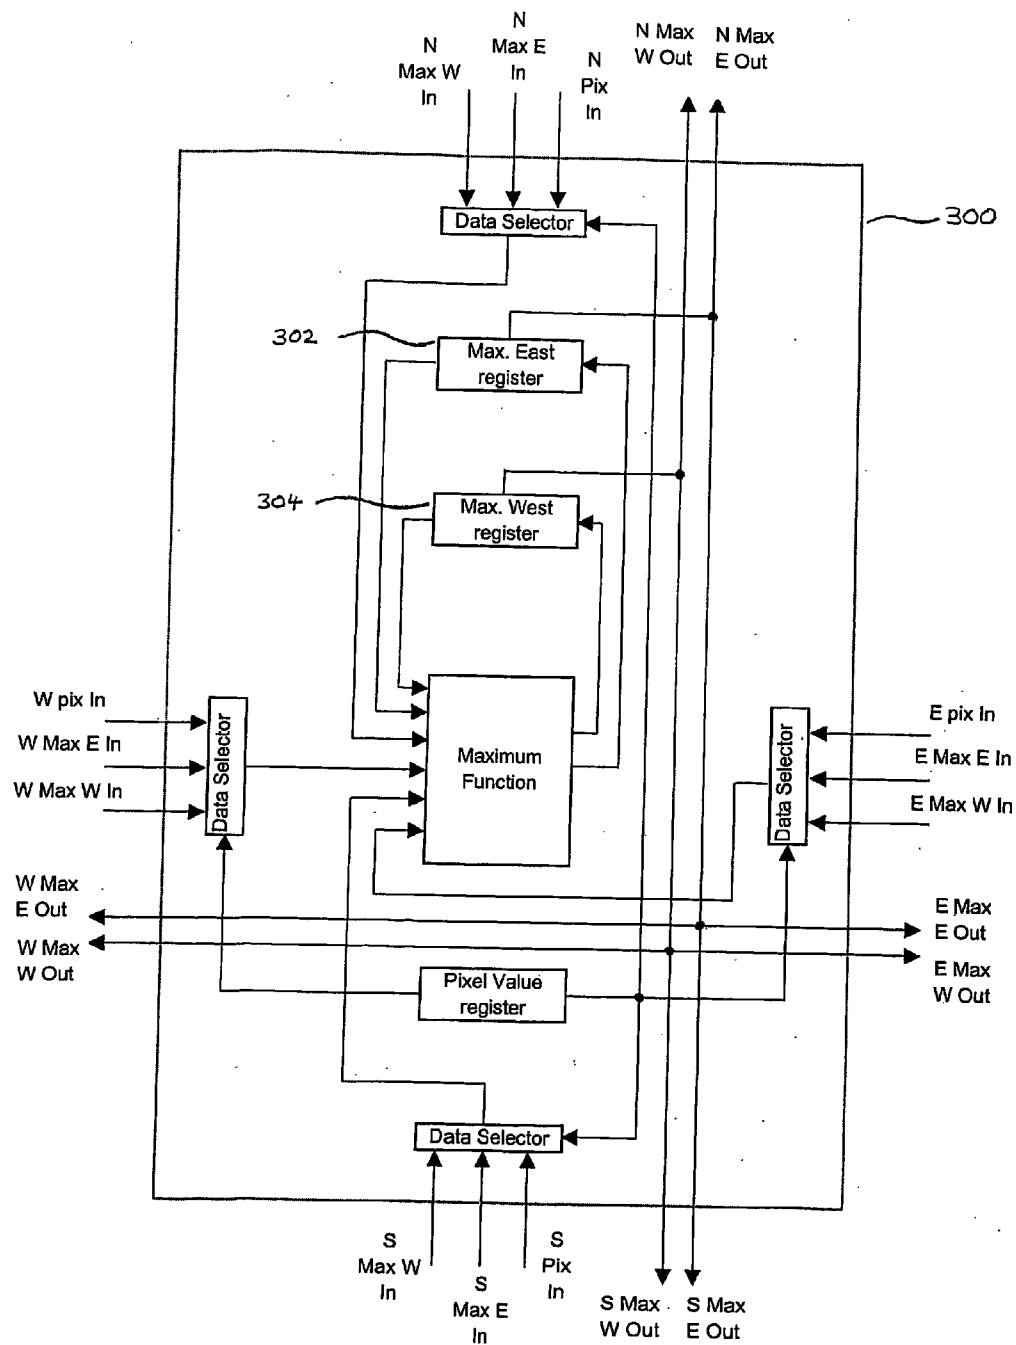 N
Max W
In
N
Max E
In
N
Pix
In
N Max
W Out
N Max
E Out
Data Selector
300
302
Max. East
register
304
Max. West
register
W pix In
W Max E In
W Max W In
Data Selector
Maximum
Function
Data Selector
E pix In
E Max E In
E Max W In
W Max
E Out
W Max
W Out
E Max
E Out
E Max
W Out
Pixel Value
register
Data Selector
S
Max W
In
S
Max E
In
S
Pix
In
S Max
W Out
S Max
E Out